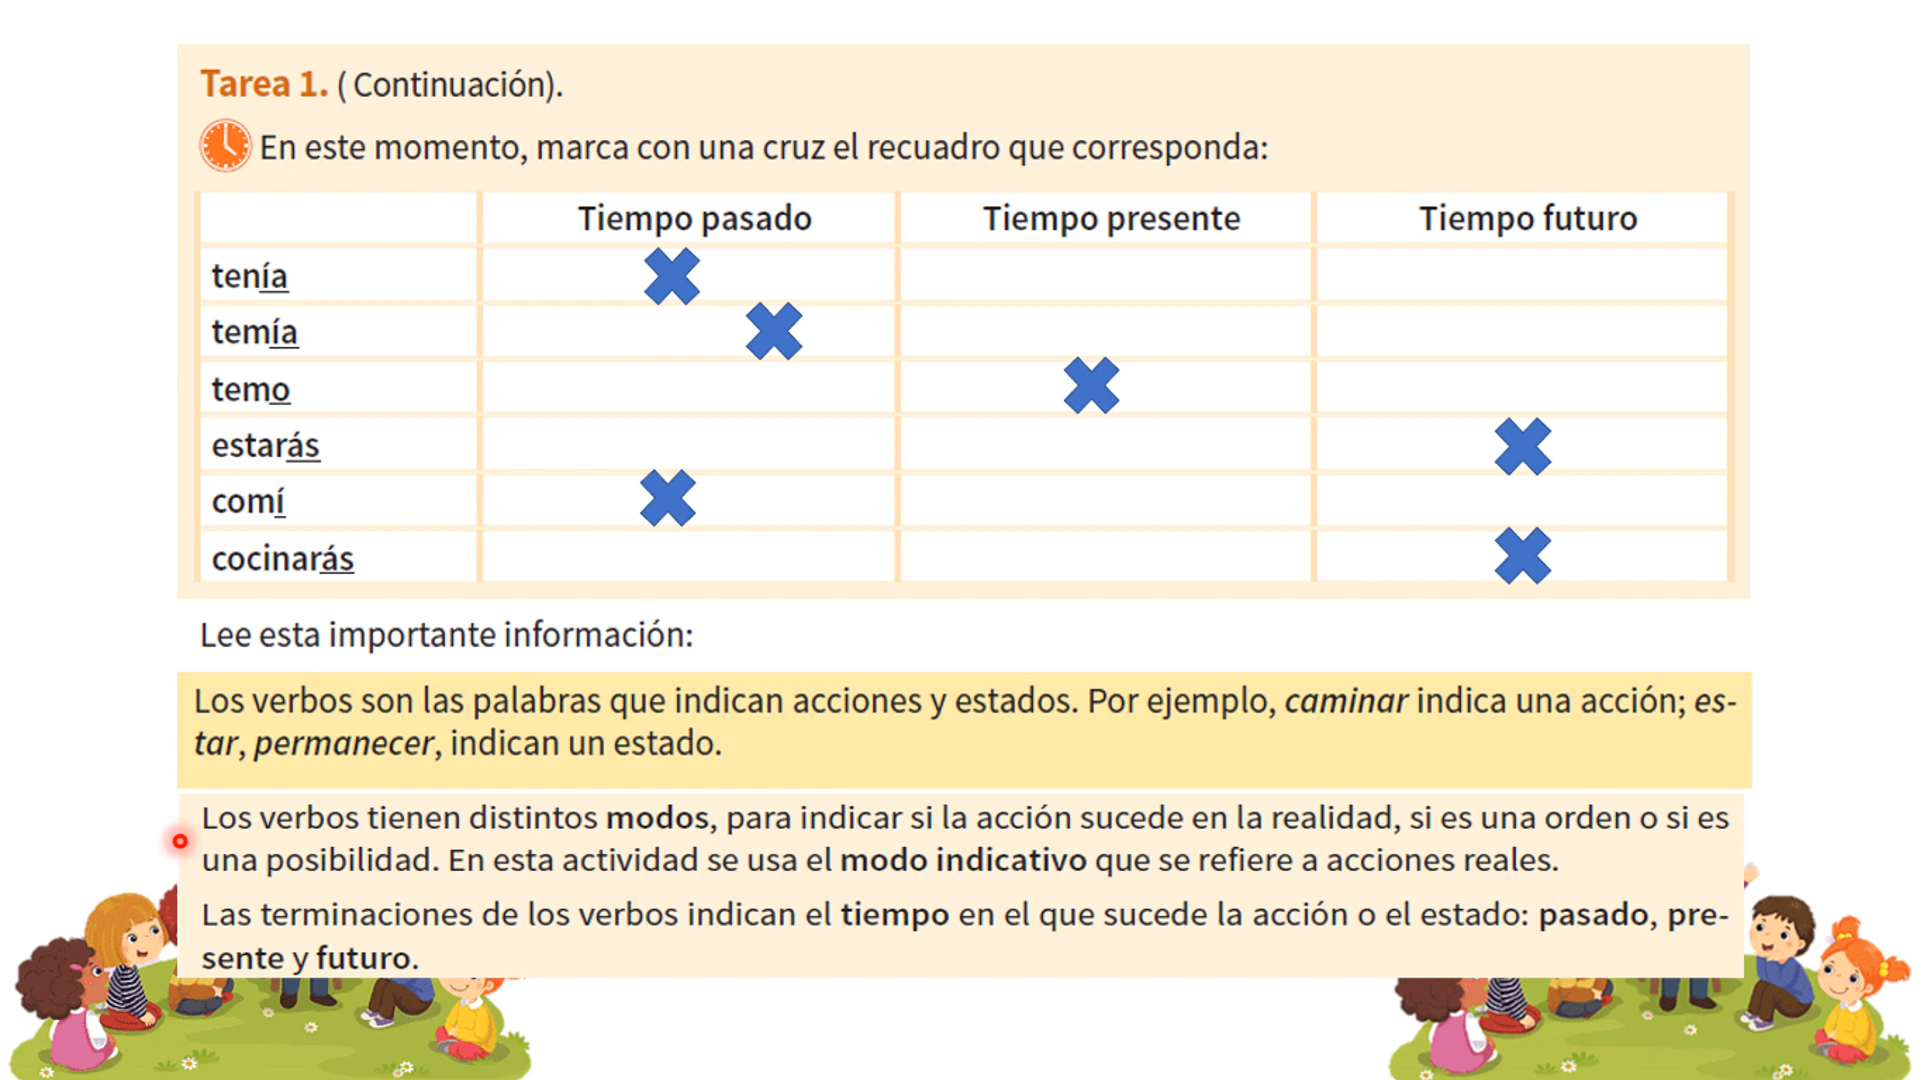 Tarea 1. ( Continuación).
En este momento, marca con una cruz el recuadro que corresponda:
Tiempo pasado Tiempo presente Tiempo futuro
tenía
temía
temo
estarás
comí
cocinarás
Lee esta importante información:
Los verbos son las palabras que indican acciones y estados. Por ejemplo, caminar indica una acción; es-
tar, permanecer, indican un estado.
Los verbos tienen distintos modos, para indicar si la acción sucede en la realidad, si es una orden o si es
una posibilidad. En esta actividad se usa el modo indicativo que se refiere a acciones reales.
Las terminaciones de los verbos indican el tiempo en el que sucede la acción o el estado: pasado, pre-
sente y futuro.